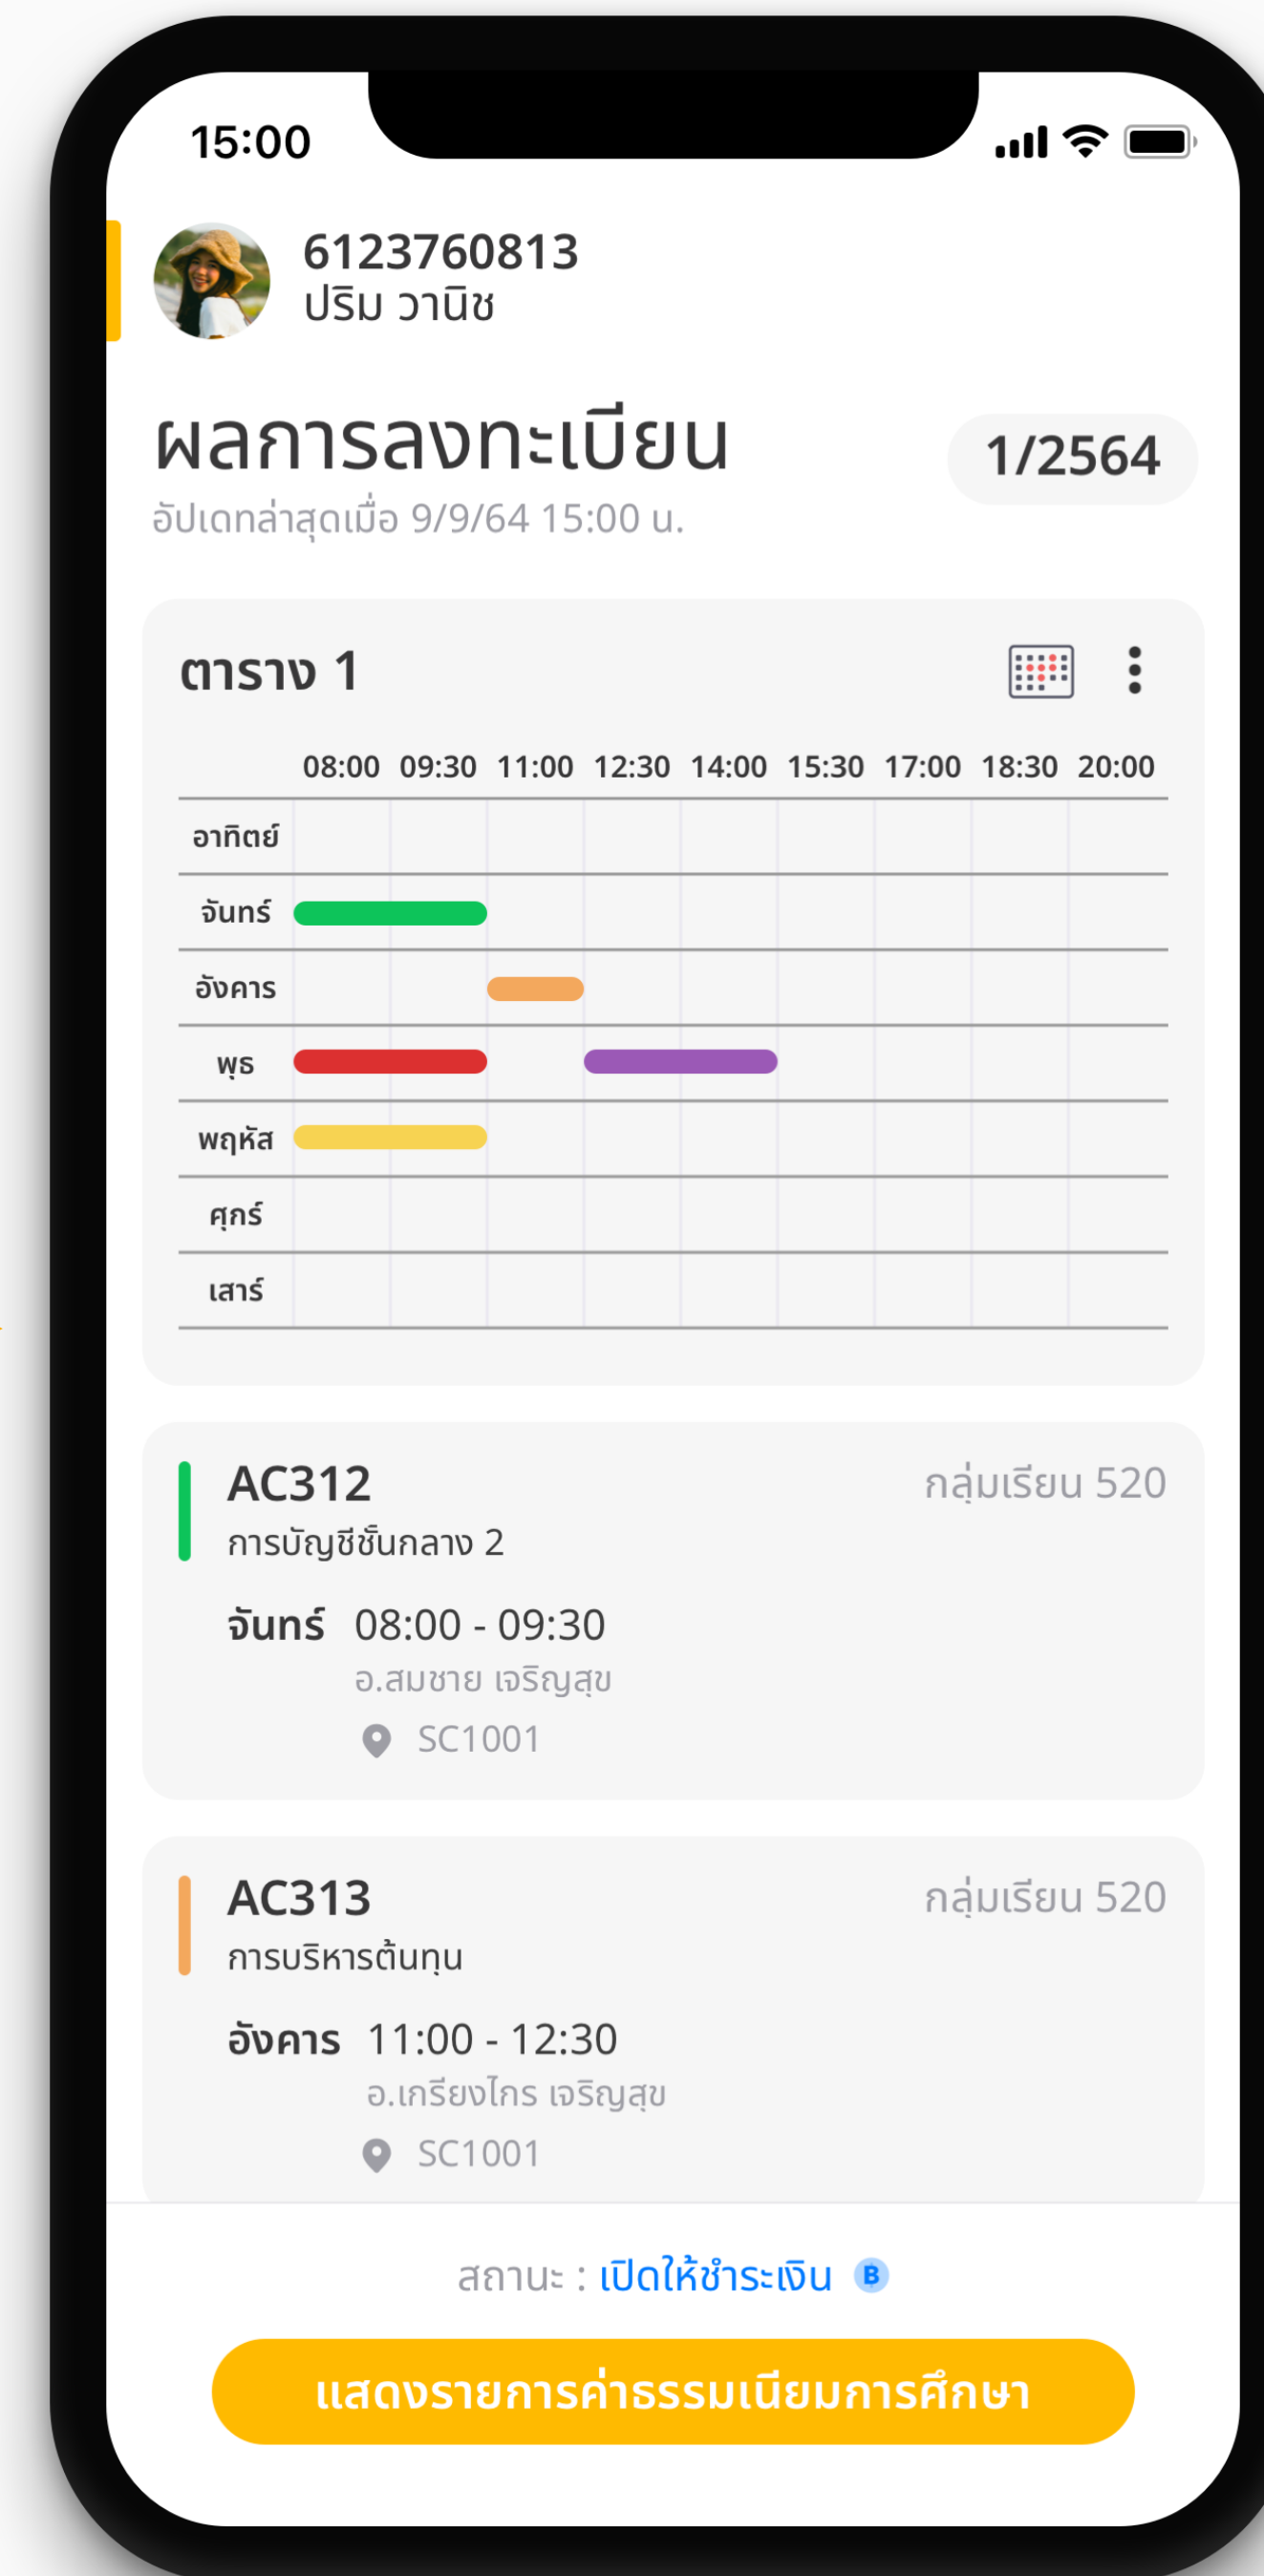 15:00
6123760813
ปริม วานิช
ผลการลงทะเบียน
1/2564
อัปเดทล่าสุดเมื่อ 9/9/64 15:00 น.
ตาราง 1
08:00 09:30 11:00 12:30 14:00 15:30 17:00 18:30 20:00
อาทิตย์
จันทร์
อังคาร
พุธ
พฤหัส
ศุกร์
เสาร์
AC312 กลุ่มเรียน 520
การบัญชีชั้นกลาง 2
จันทร์ 08:00 - 09:30
อ.สมชาย เจริญสุข
SC1001
AC313 กลุ่มเรียน 520
การบริหารต้นทุน
อังคาร 11:00 - 12:30
อ.เกรียงไกร เจริญสุข
SC1001
สถานะ : เปิดให้ชำระเงิน ฿
แสดงรายการค่าธรรมเนียมการศึกษา